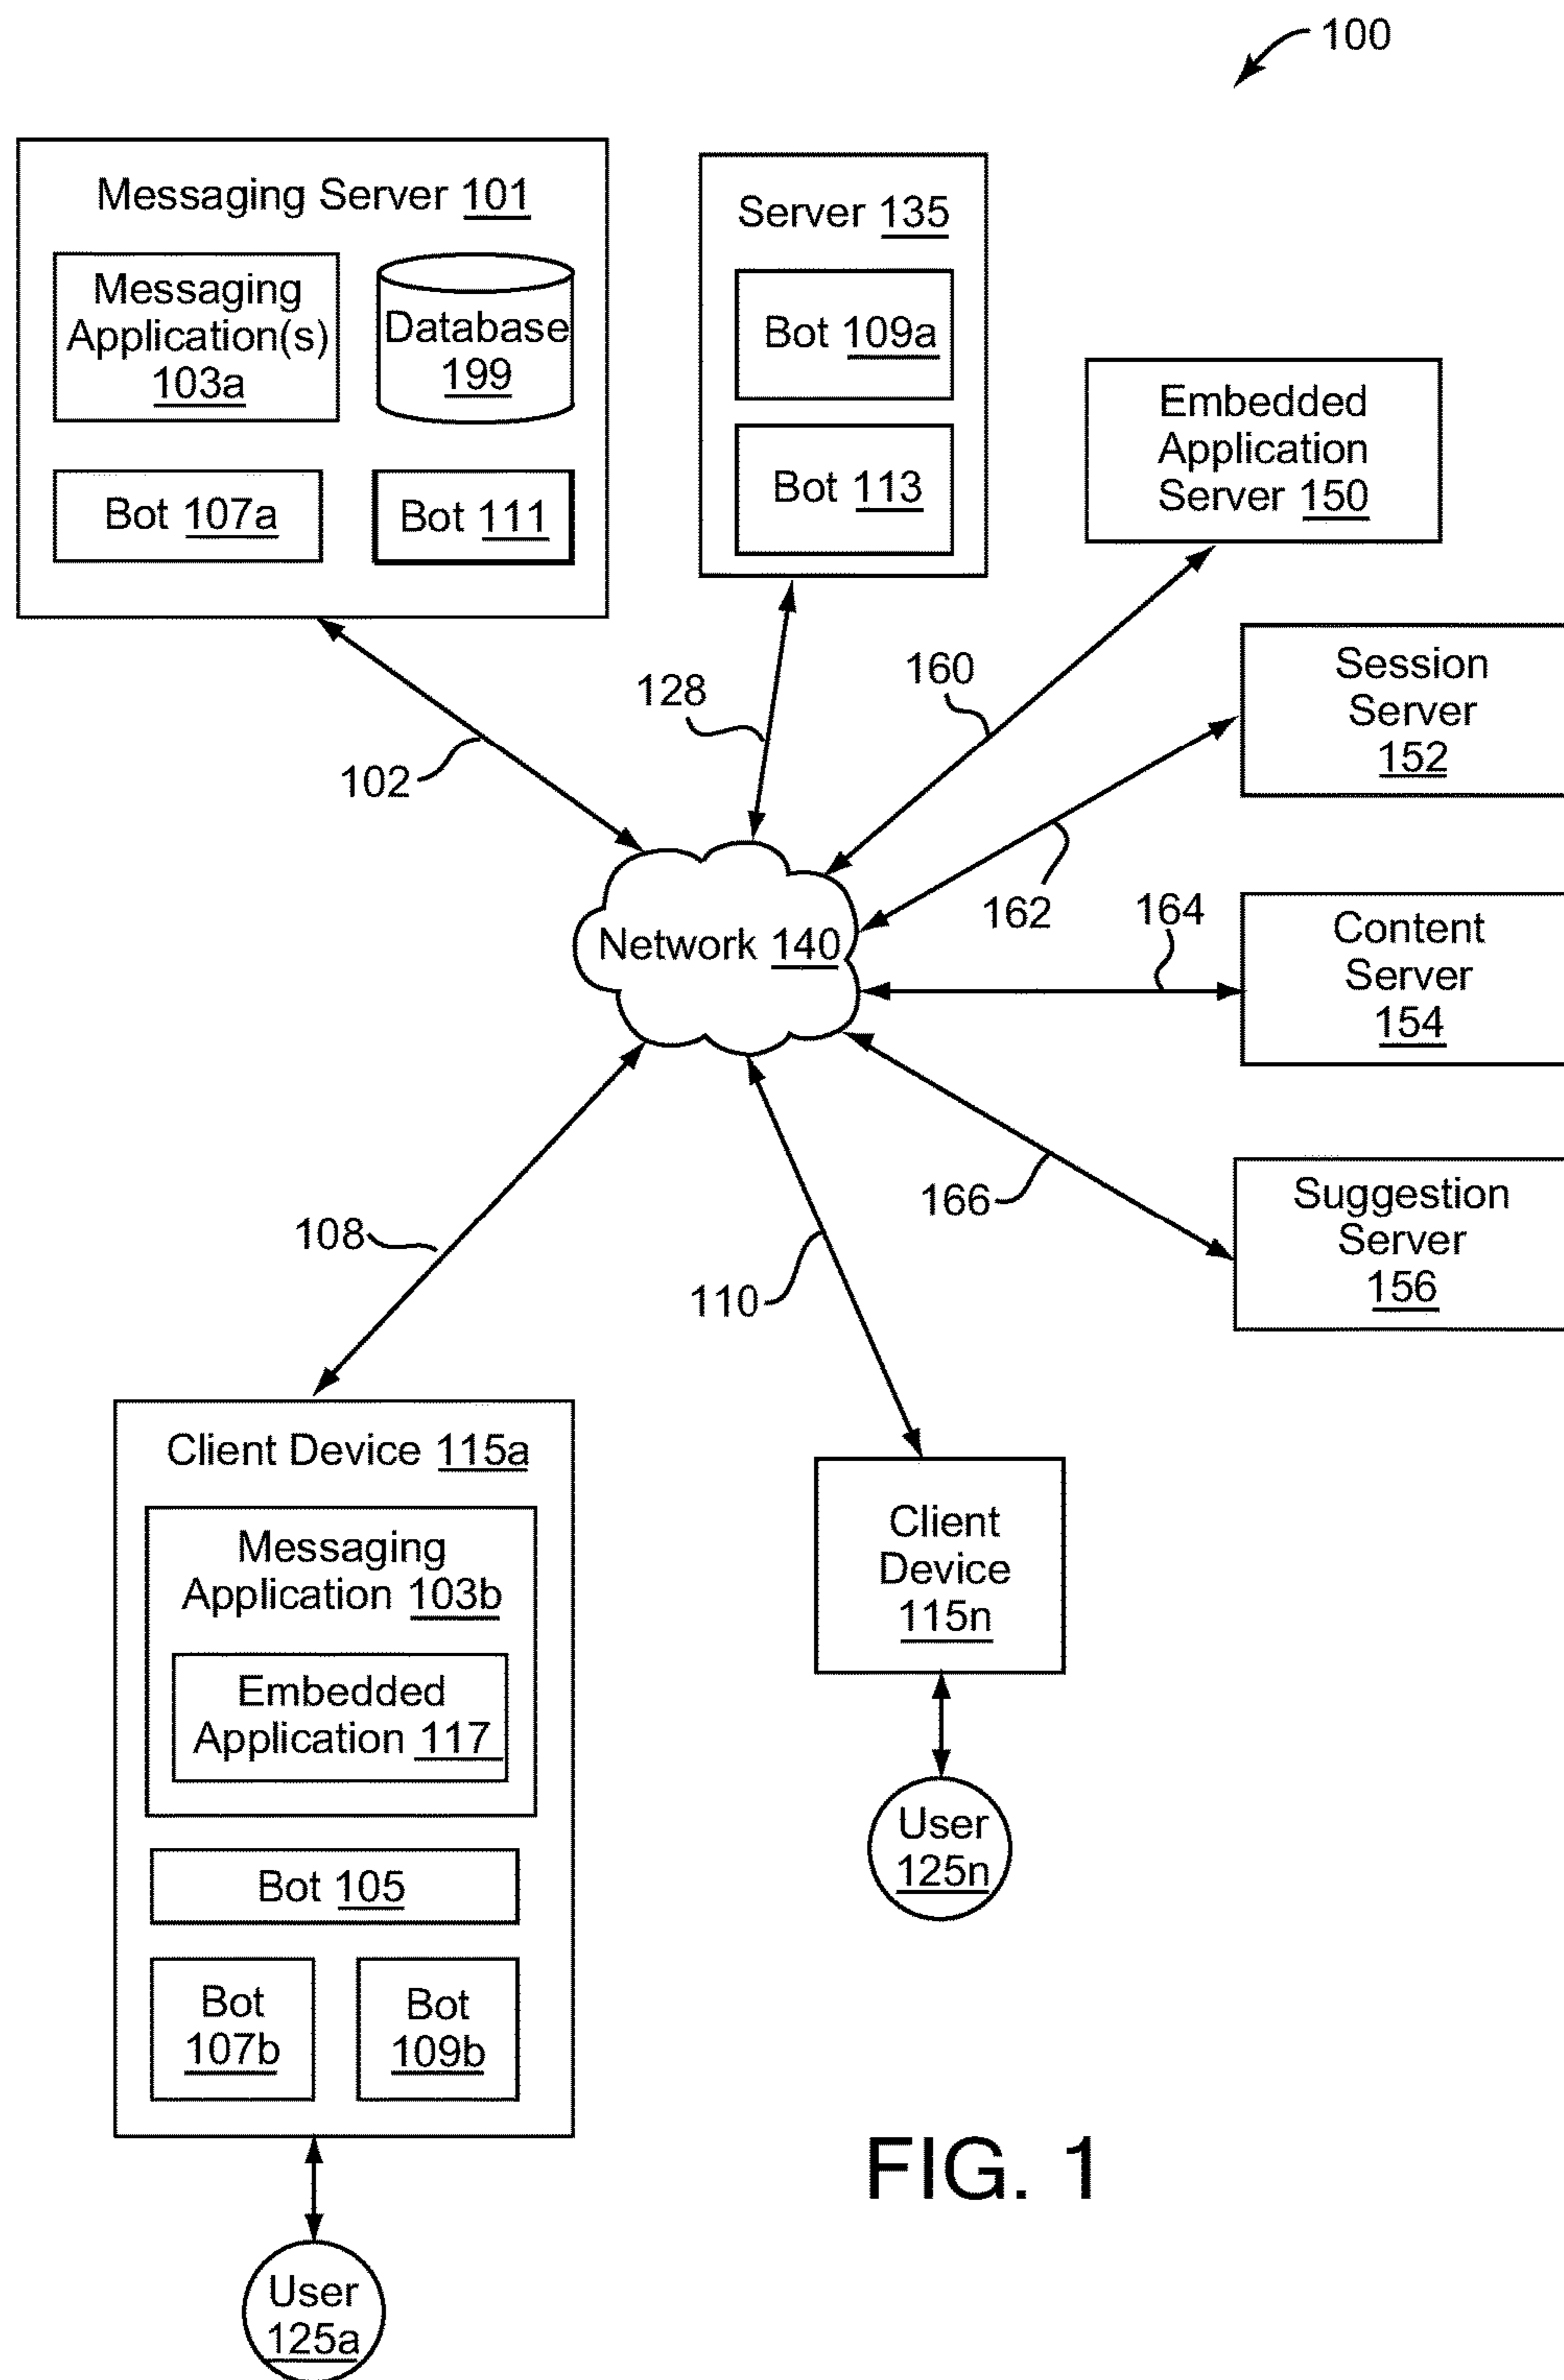 100
Messaging Server 101
Messaging
Application(s)
103a
Database
199
Bot 107a
Bot 111
Server 135
Bot 109a
Bot 113
Embedded
Application
Server 150
Session
Server
152
Content
Server
154
Suggestion
Server
156
102
128
160
162
164
166
Network 140
108
110
Client Device 115a
Messaging
Application 103b
Embedded
Application 117
Bot 105
Bot
107b
Bot
109b
Client
Device
115n
User
125n
User
125a
FIG. 1